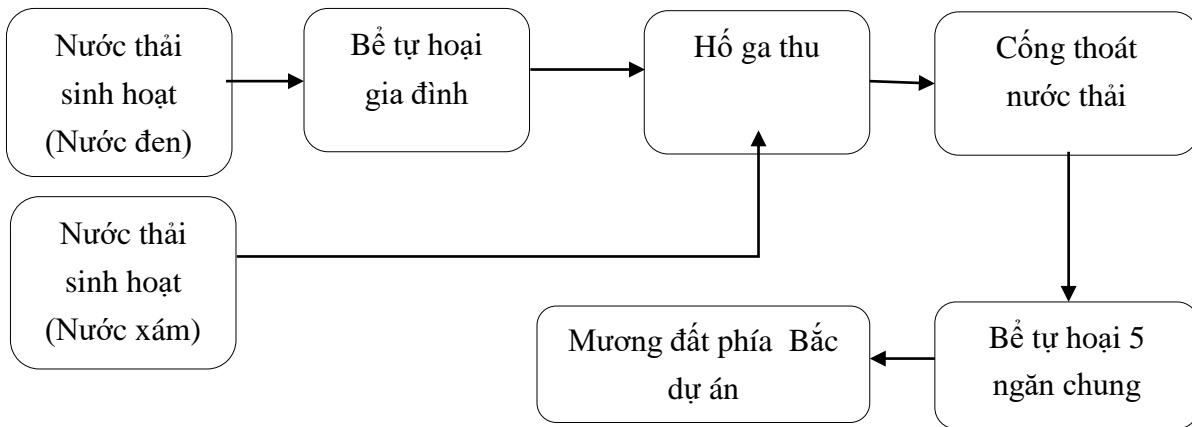 Nước thải
sinh hoạt
(Nước đen)
Bể tự hoại
gia đình
Hố ga thu
Cống thoát
nước thải
Nước thải
sinh hoạt
(Nước xám)
Mương đất phía Bắc
dự án
Bể tự hoại 5
ngăn chung